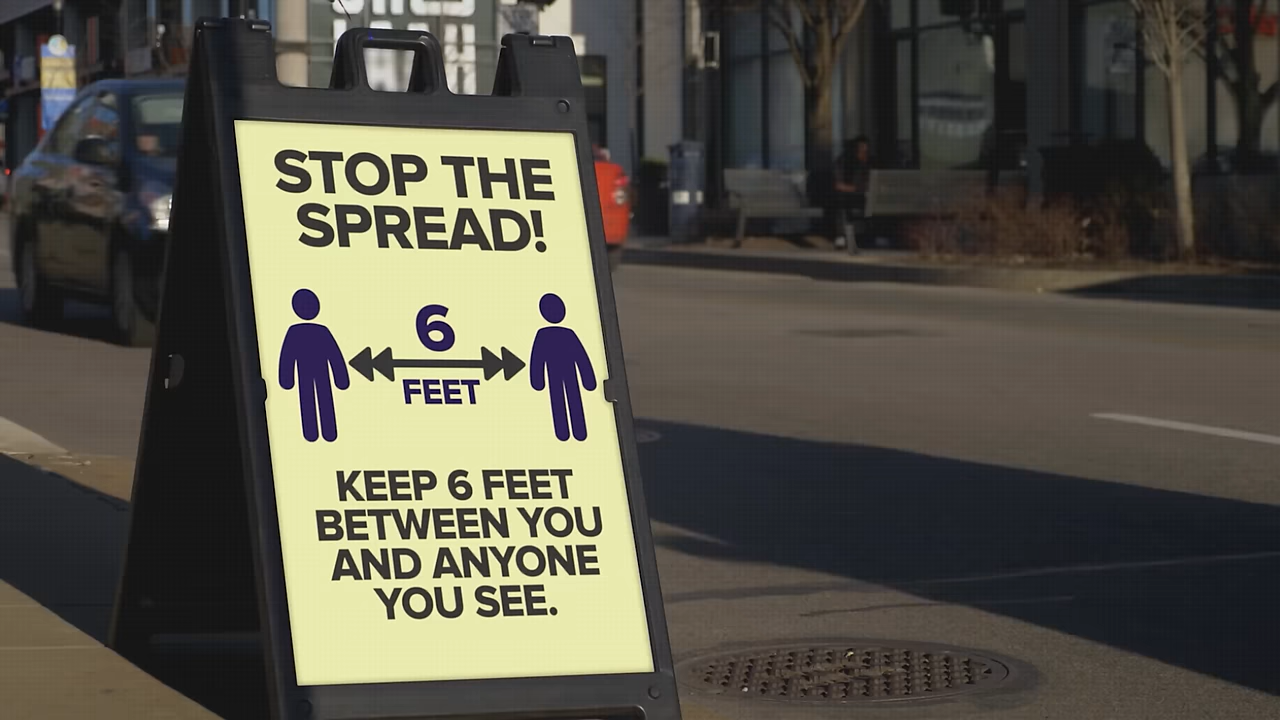 STOP THE
SPREAD!
6
FEET
KEEP 6 FEET
BETWEEN YOU
AND ANYONE
YOU SEE.